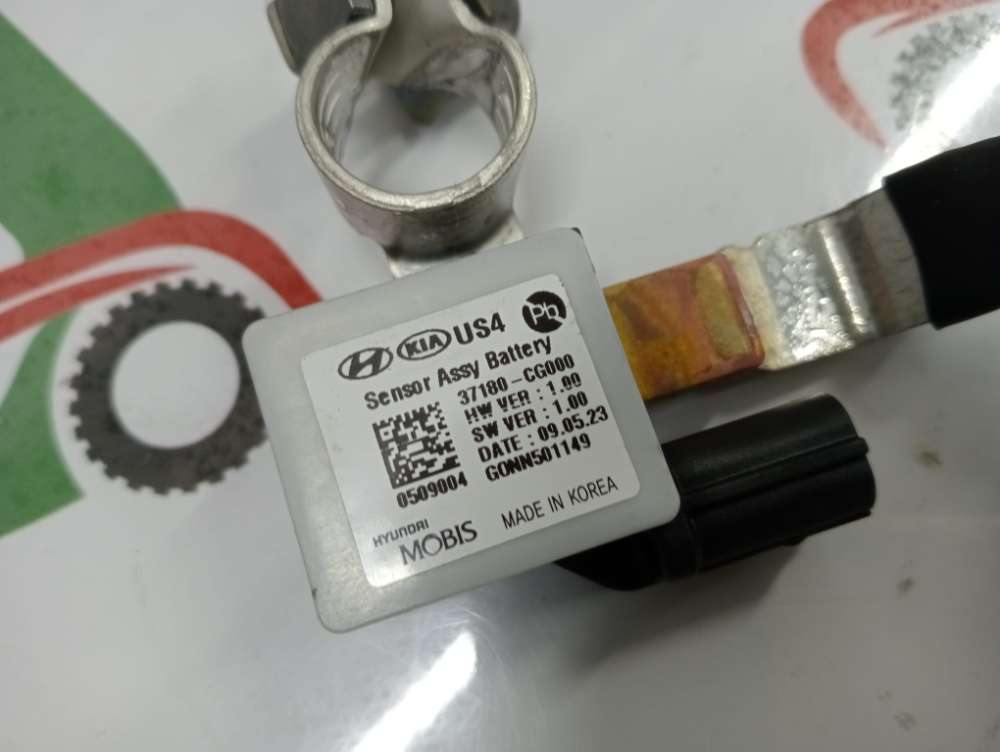 KIA US4 Pb
Sensor Assy Battery
37180-CG000
HW VER : 1.00
SW VER : 1.00
DATE : 09.05.23
0509004 GONN501149
HYUNDAI
MOBIS MADE IN KOREA